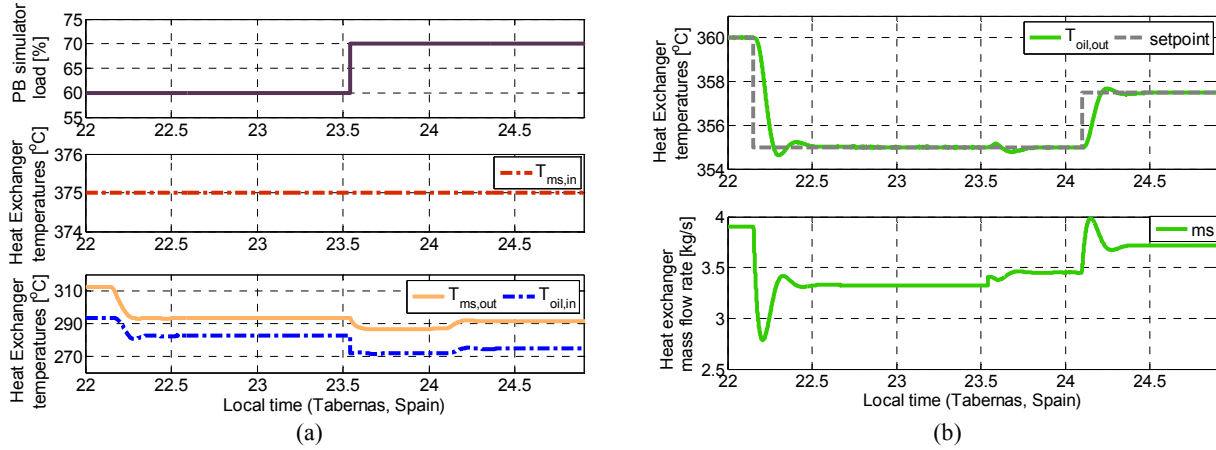 PB simulator
load [%]
75
70
65
60
55
22 22.5 23 23.5 24 24.5
Heat Exchanger
temperatures [°C]
376
375
374
T_ms,in
22 22.5 23 23.5 24 24.5
Heat Exchanger
temperatures [°C]
310
290
270
T_ms,out T_oil,in
22 22.5 23 23.5 24 24.5
Local time (Tabernas, Spain)
(a)
Heat Exchanger
temperatures [°C]
360
358
356
354
T_oil,out setpoint
22 22.5 23 23.5 24 24.5
Heat exchanger
mass flow rate [kg/s]
4
3.5
3
2.5
ms
22 22.5 23 23.5 24 24.5
Local time (Tabernas, Spain)
(b)